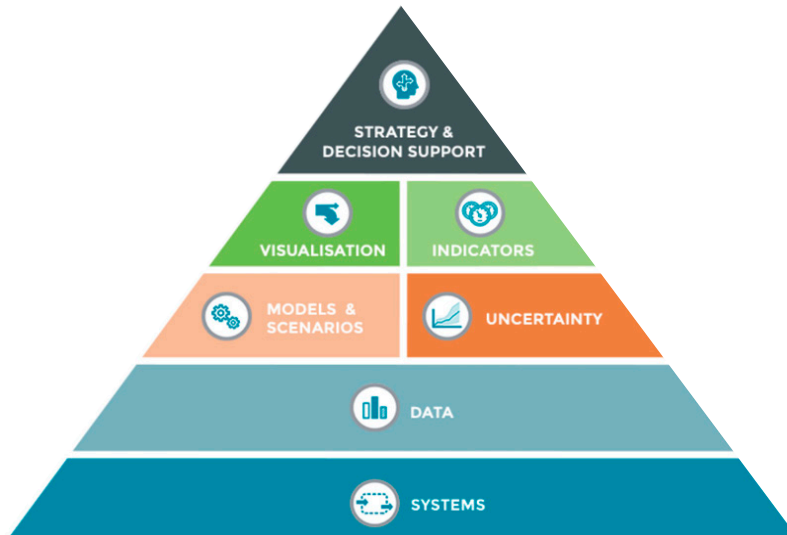 STRATEGY &
DECISION SUPPORT
VISUALISATION
INDICATORS
MODELS &
SCENARIOS
UNCERTAINTY
DATA
SYSTEMS